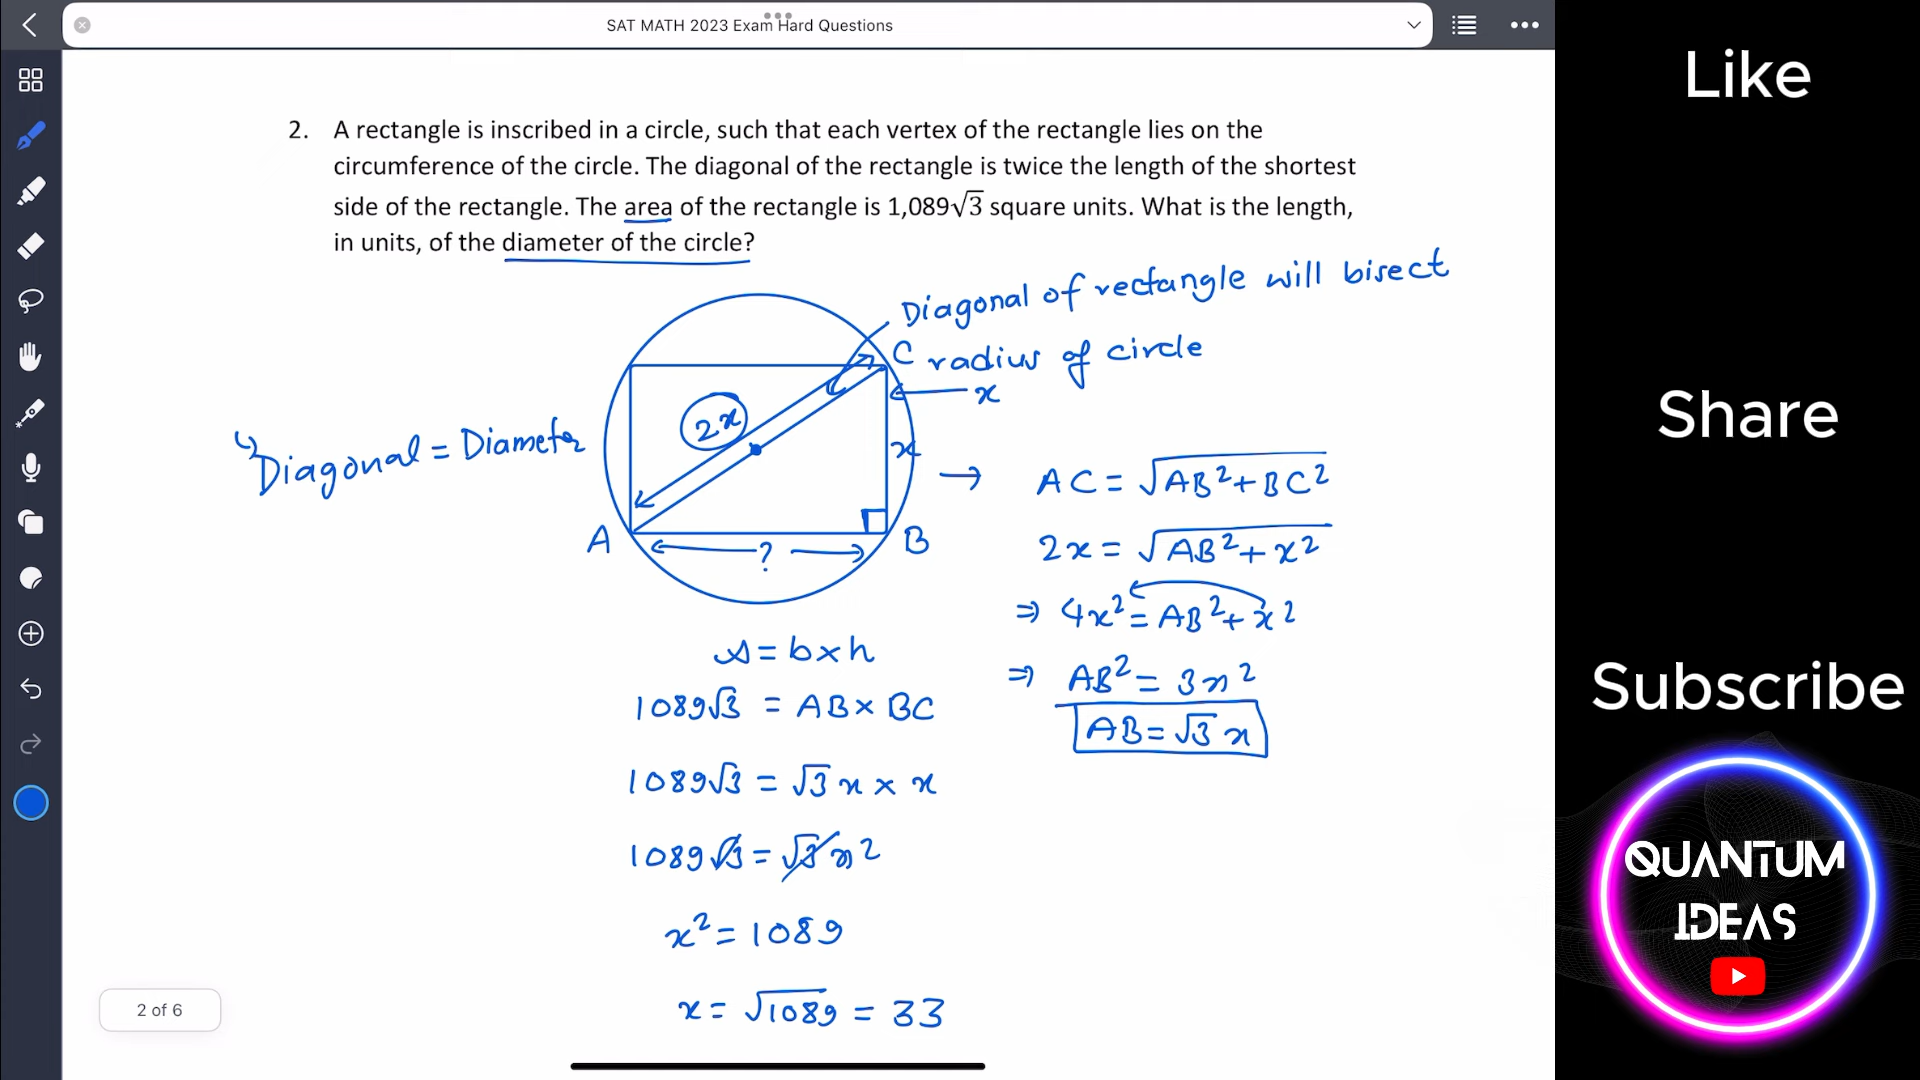 SAT MATH 2023 Exam Hard Questions
Like
2. A rectangle is inscribed in a circle, such that each vertex of the rectangle lies on the
circumference of the circle. The diagonal of the rectangle is twice the length of the shortest
side of the rectangle. The area of the rectangle is 1,089√3 square units. What is the length,
in units, of the diameter of the circle?
Diagonal of rectangle will bisect
C radius of circle
x
2x
x
Diagonal = Diameter
Share
A
B
?
AC = √AB²+BC²
2x = √AB²+x²
⇒ 4x² = AB²+x²
⇒ AB² = 3x²
AB = √3 x
A = b×h
1089√3 = AB × BC
1089√3 = √3 x × x
1089√3 = √3 x²
x² = 1089
x = √1089 = 33
Subscribe
QUANTUM
IDEAS
2 of 6